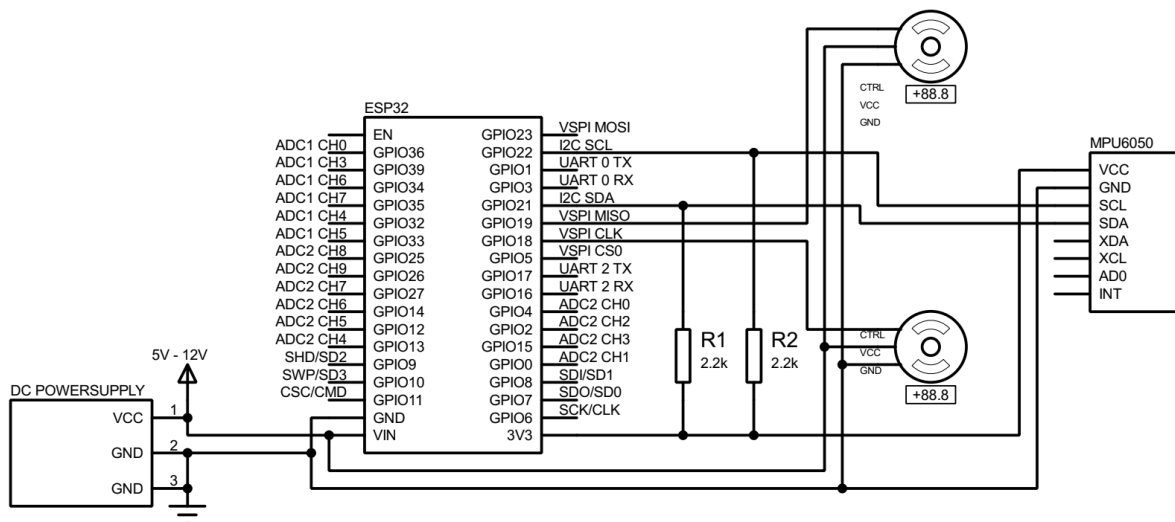 CTRL
VCC
GND
+88.8
ESP32
EN
ADC1 CH0 GPIO36
ADC1 CH3 GPIO39
ADC1 CH6 GPIO34
ADC1 CH7 GPIO35
ADC1 CH4 GPIO32
ADC1 CH5 GPIO33
ADC2 CH8 GPIO25
ADC2 CH9 GPIO26
ADC2 CH7 GPIO27
ADC2 CH6 GPIO14
ADC2 CH5 GPIO12
ADC2 CH4 GPIO13
SHD/SD2 GPIO9
SWP/SD3 GPIO10
CSC/CMD GPIO11
GND
VIN
GPIO23 VSPI MOSI
GPIO22 I2C SCL
GPIO1 UART 0 TX
GPIO3 UART 0 RX
GPIO21 I2C SDA
GPIO19 VSPI MISO
GPIO18 VSPI CLK
GPIO5 VSPI CS0
GPIO17 UART 2 TX
GPIO16 UART 2 RX
GPIO4 ADC2 CH0
GPIO2 ADC2 CH2
GPIO15 ADC2 CH3
GPIO0 ADC2 CH1
GPIO8 SDI/SD1
GPIO7 SDO/SD0
GPIO6 SCK/CLK
3V3
MPU6050
VCC
GND
SCL
SDA
XDA
XCL
AD0
INT
R1
2.2k
R2
2.2k
CTRL
VCC
GND
+88.8
5V - 12V
DC POWERSUPPLY
VCC 1
GND 2
GND 3